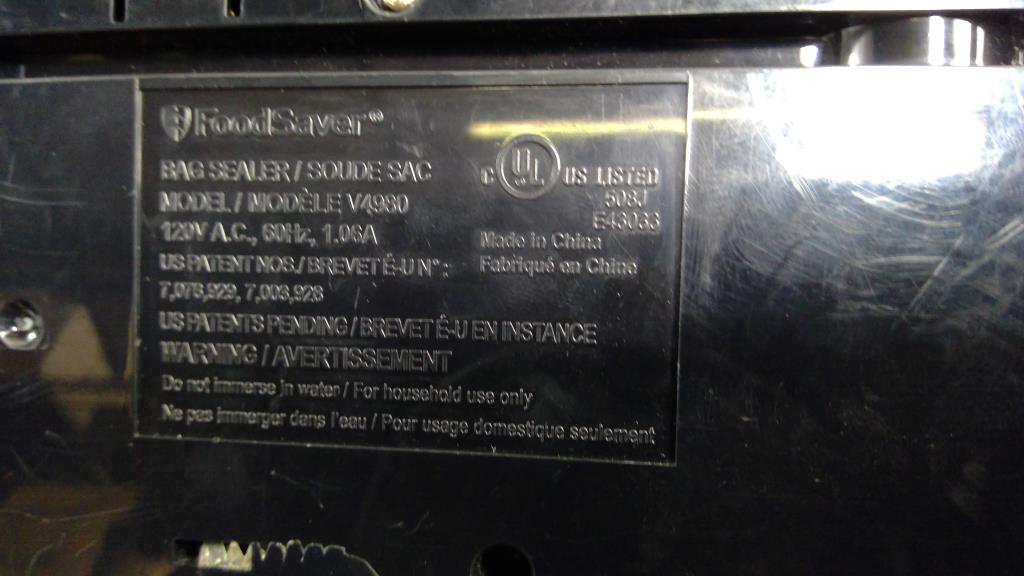 FoodSaver®
BAG SEALER / SOUDE SAC
MODEL / MODÈLE V4980
120V A.C., 60Hz, 1.06A
US PATENT NOS./ BREVET É-U N° :
7,076,929, 7,003,928
US PATENTS PENDING / BREVET É-U EN INSTANCE
WARNING / AVERTISSEMENT
Do not immerse in water / For household use only
Ne pas immerger dans l'eau / Pour usage domestique seulement
C UL US LISTED
508J
Made in China
Fabriqué en Chine